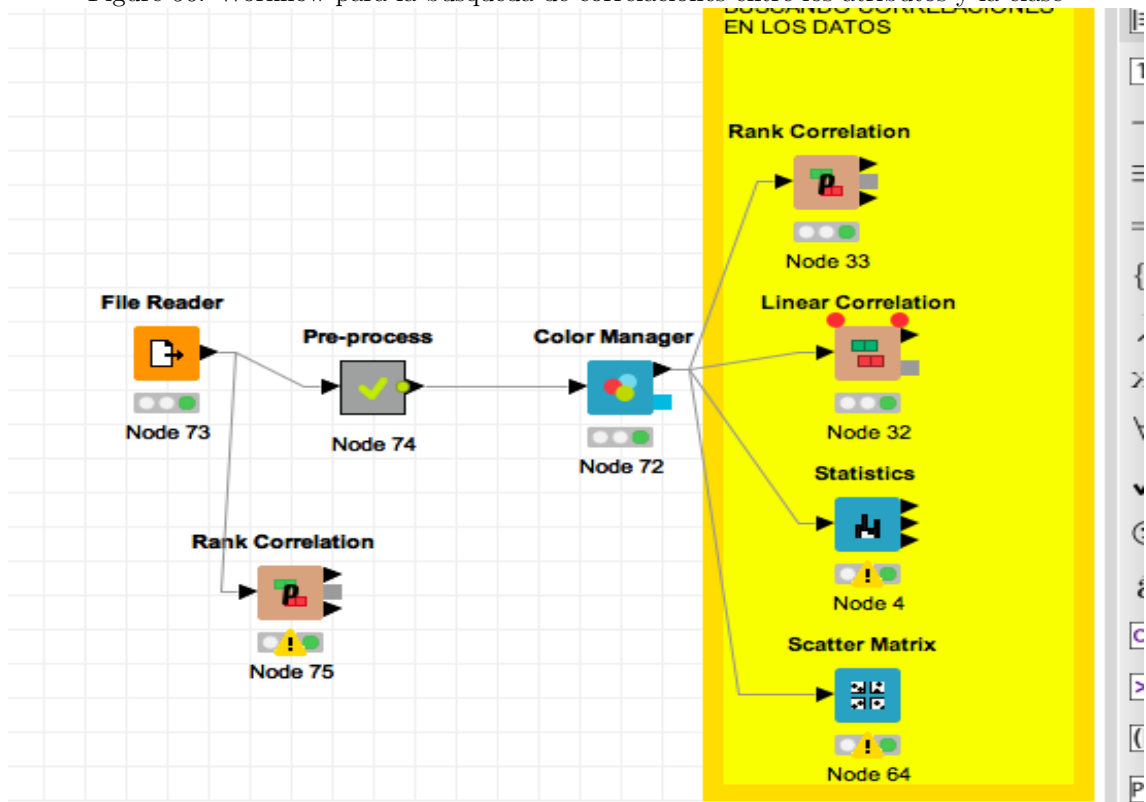 EN LOS DATOS
Rank Correlation
Node 33
File Reader
Node 73
Pre-process
Node 74
Color Manager
Node 72
Linear Correlation
Node 32
Statistics
Node 4
Rank Correlation
Node 75
Scatter Matrix
Node 64